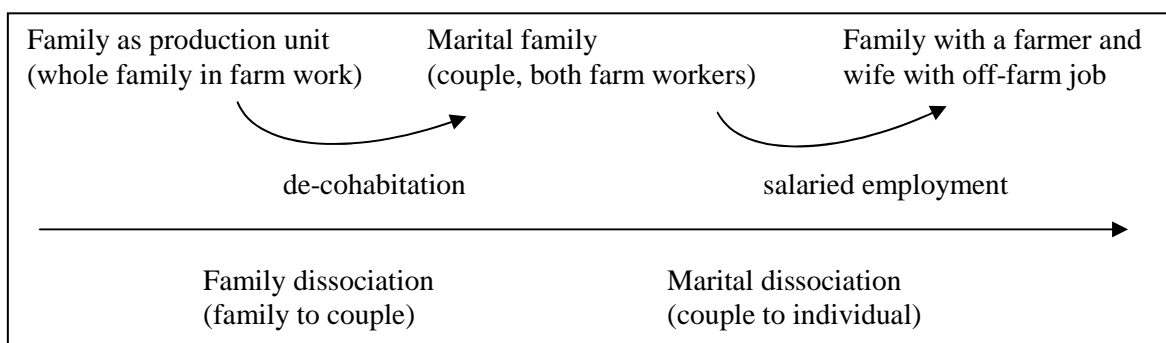 Family as production unit
(whole family in farm work)
Marital family
(couple, both farm workers)
Family with a farmer and
wife with off-farm job
de-cohabitation
salaried employment
Family dissociation
(family to couple)
Marital dissociation
(couple to individual)